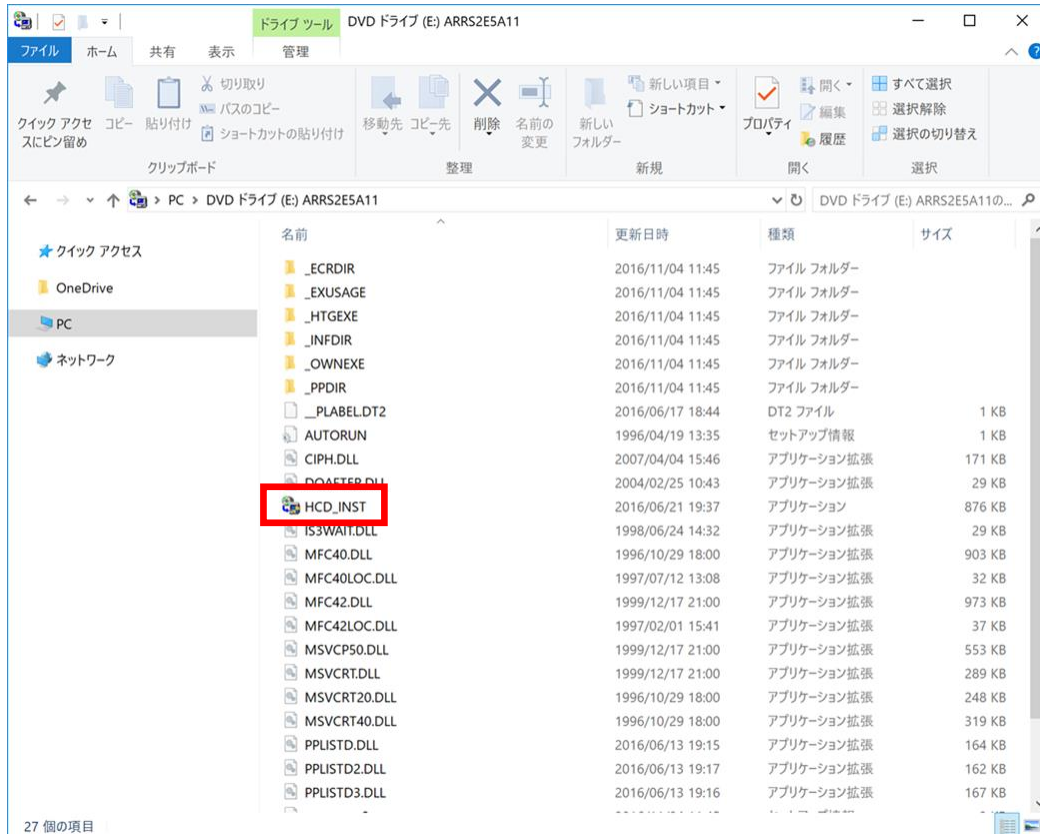 ドライブ ツール DVD ドライブ (E:) ARRS2E5A11
ファイル ホーム 共有 表示 管理
クイック アクセスにピン留め コピー 貼り付け 切り取り パスのコピー ショートカットの貼り付け
クリップボード
移動先 コピー先 削除 名前の変更
整理
新しいフォルダー 新しい項目 ショートカット
新規
プロパティ 開く 編集 履歴
開く
すべて選択 選択解除 選択の切り替え
選択
PC DVD ドライブ (E:) ARRS2E5A11 DVD ドライブ (E:) ARRS2E5A11の...
クイック アクセス
OneDrive
PC
ネットワーク
名前 更新日時 種類 サイズ
_ECRDIR 2016/11/04 11:45 ファイル フォルダー
_EXUSAGE 2016/11/04 11:45 ファイル フォルダー
_HTGEXE 2016/11/04 11:45 ファイル フォルダー
_INFDIR 2016/11/04 11:45 ファイル フォルダー
_OWNEXE 2016/11/04 11:45 ファイル フォルダー
_PPDIR 2016/11/04 11:45 ファイル フォルダー
__PLABEL.DT2 2016/06/17 18:44 DT2 ファイル 1 KB
AUTORUN 1996/04/19 13:35 セットアップ情報 1 KB
CIPH.DLL 2007/04/04 15:46 アプリケーション拡張 171 KB
2004/02/25 10:43 アプリケーション拡張 29 KB
HCD_INST 2016/06/21 19:37 アプリケーション 876 KB
IS3WAIT.DLL 1998/06/24 14:32 アプリケーション拡張 29 KB
MFC40.DLL 1996/10/29 18:00 アプリケーション拡張 903 KB
MFC40LOC.DLL 1997/07/12 13:08 アプリケーション拡張 32 KB
MFC42.DLL 1999/12/17 21:00 アプリケーション拡張 973 KB
MFC42LOC.DLL 1997/02/01 15:41 アプリケーション拡張 37 KB
MSVCP50.DLL 1999/12/17 21:00 アプリケーション拡張 553 KB
MSVCRT.DLL 1999/12/17 21:00 アプリケーション拡張 289 KB
MSVCRT20.DLL 1996/10/29 18:00 アプリケーション拡張 248 KB
MSVCRT40.DLL 1996/10/29 18:00 アプリケーション拡張 319 KB
PPLISTD.DLL 2016/06/13 19:15 アプリケーション拡張 164 KB
PPLISTD2.DLL 2016/06/13 19:17 アプリケーション拡張 162 KB
PPLISTD3.DLL 2016/06/13 19:16 アプリケーション拡張 167 KB
27 個の項目